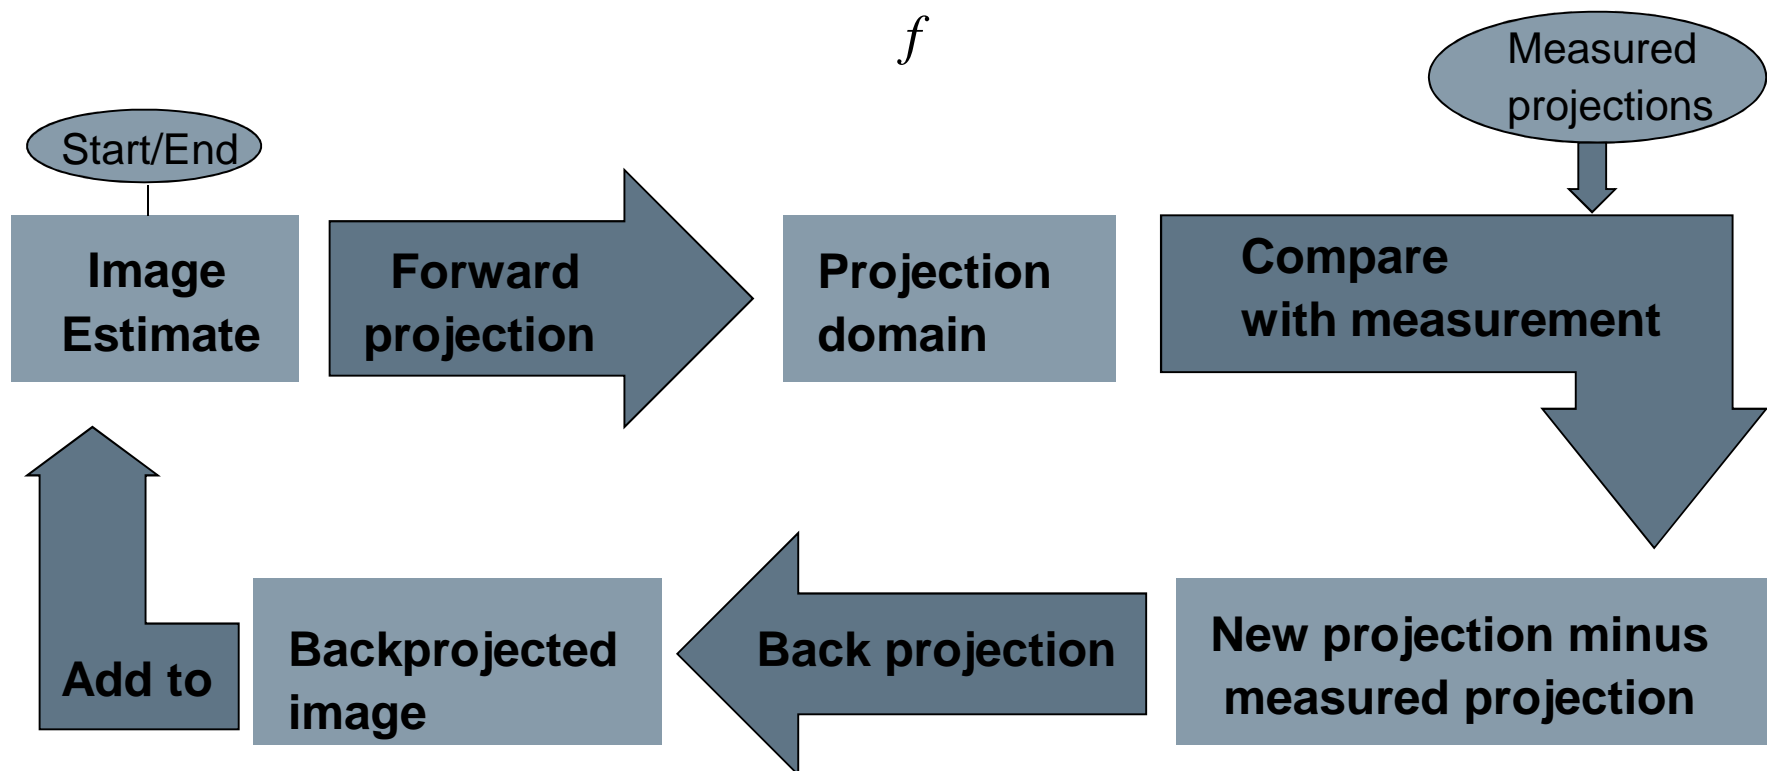 f
Measured
projections
Start/End
Image
Estimate
Forward
projection
Projection
domain
Compare
with measurement
Add to
Backprojected
image
Back projection
New projection minus
measured projection